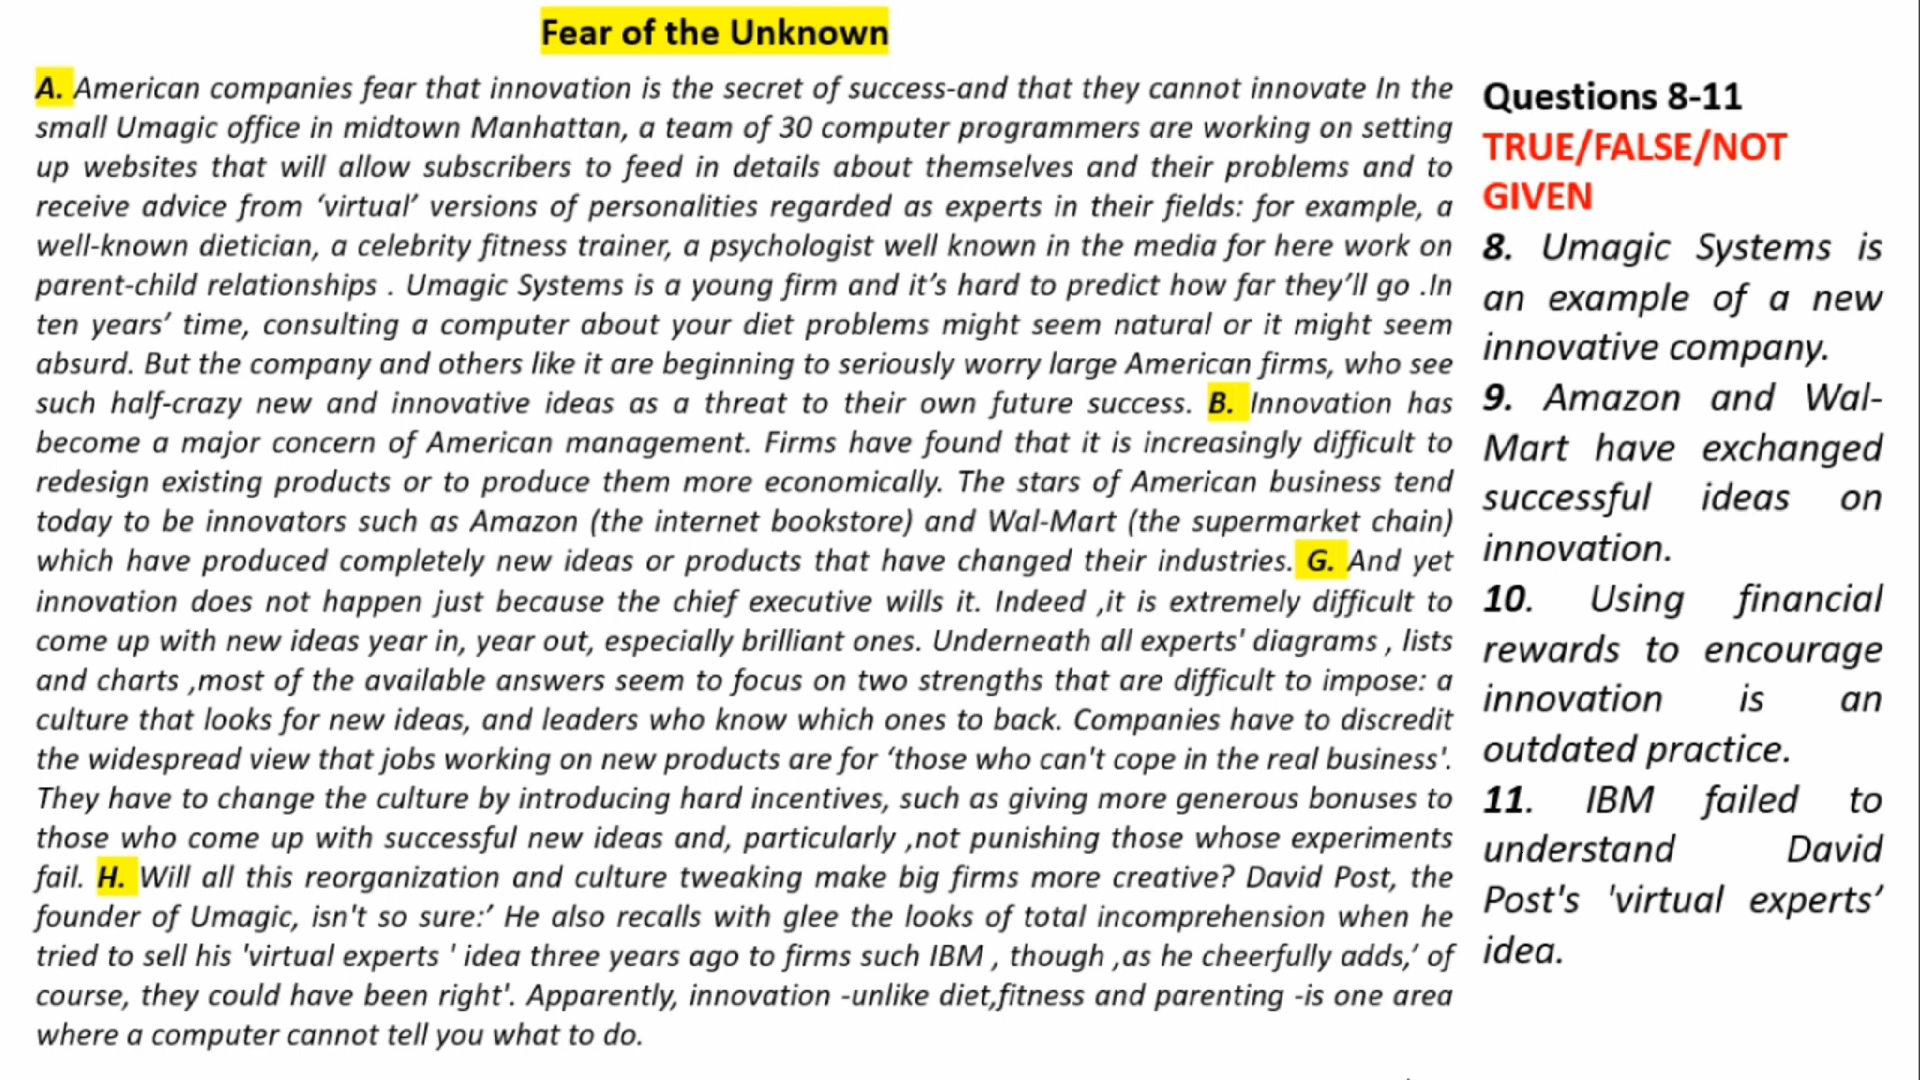 Fear of the Unknown
A. American companies fear that innovation is the secret of success-and that they cannot innovate In the
small Umagic office in midtown Manhattan, a team of 30 computer programmers are working on setting
up websites that will allow subscribers to feed in details about themselves and their problems and to
receive advice from ‘virtual’ versions of personalities regarded as experts in their fields: for example, a
well-known dietician, a celebrity fitness trainer, a psychologist well known in the media for here work on
parent-child relationships . Umagic Systems is a young firm and it’s hard to predict how far they’ll go .In
ten years’ time, consulting a computer about your diet problems might seem natural or it might seem
absurd. But the company and others like it are beginning to seriously worry large American firms, who see
such half-crazy new and innovative ideas as a threat to their own future success. B. Innovation has
become a major concern of American management. Firms have found that it is increasingly difficult to
redesign existing products or to produce them more economically. The stars of American business tend
today to be innovators such as Amazon (the internet bookstore) and Wal-Mart (the supermarket chain)
which have produced completely new ideas or products that have changed their industries. G. And yet
innovation does not happen just because the chief executive wills it. Indeed ,it is extremely difficult to
come up with new ideas year in, year out, especially brilliant ones. Underneath all experts' diagrams , lists
and charts ,most of the available answers seem to focus on two strengths that are difficult to impose: a
culture that looks for new ideas, and leaders who know which ones to back. Companies have to discredit
the widespread view that jobs working on new products are for ‘those who can't cope in the real business'.
They have to change the culture by introducing hard incentives, such as giving more generous bonuses to
those who come up with successful new ideas and, particularly ,not punishing those whose experiments
fail. H. Will all this reorganization and culture tweaking make big firms more creative? David Post, the
founder of Umagic, isn't so sure:’ He also recalls with glee the looks of total incomprehension when he
tried to sell his 'virtual experts ' idea three years ago to firms such IBM , though ,as he cheerfully adds,’ of
course, they could have been right'. Apparently, innovation -unlike diet,fitness and parenting -is one area
where a computer cannot tell you what to do.
Questions 8-11
TRUE/FALSE/NOT
GIVEN
8. Umagic Systems is
an example of a new
innovative company.
9. Amazon and Wal-
Mart have exchanged
successful ideas on
innovation.
10. Using financial
rewards to encourage
innovation is an
outdated practice.
11. IBM failed to
understand David
Post's 'virtual experts’
idea.